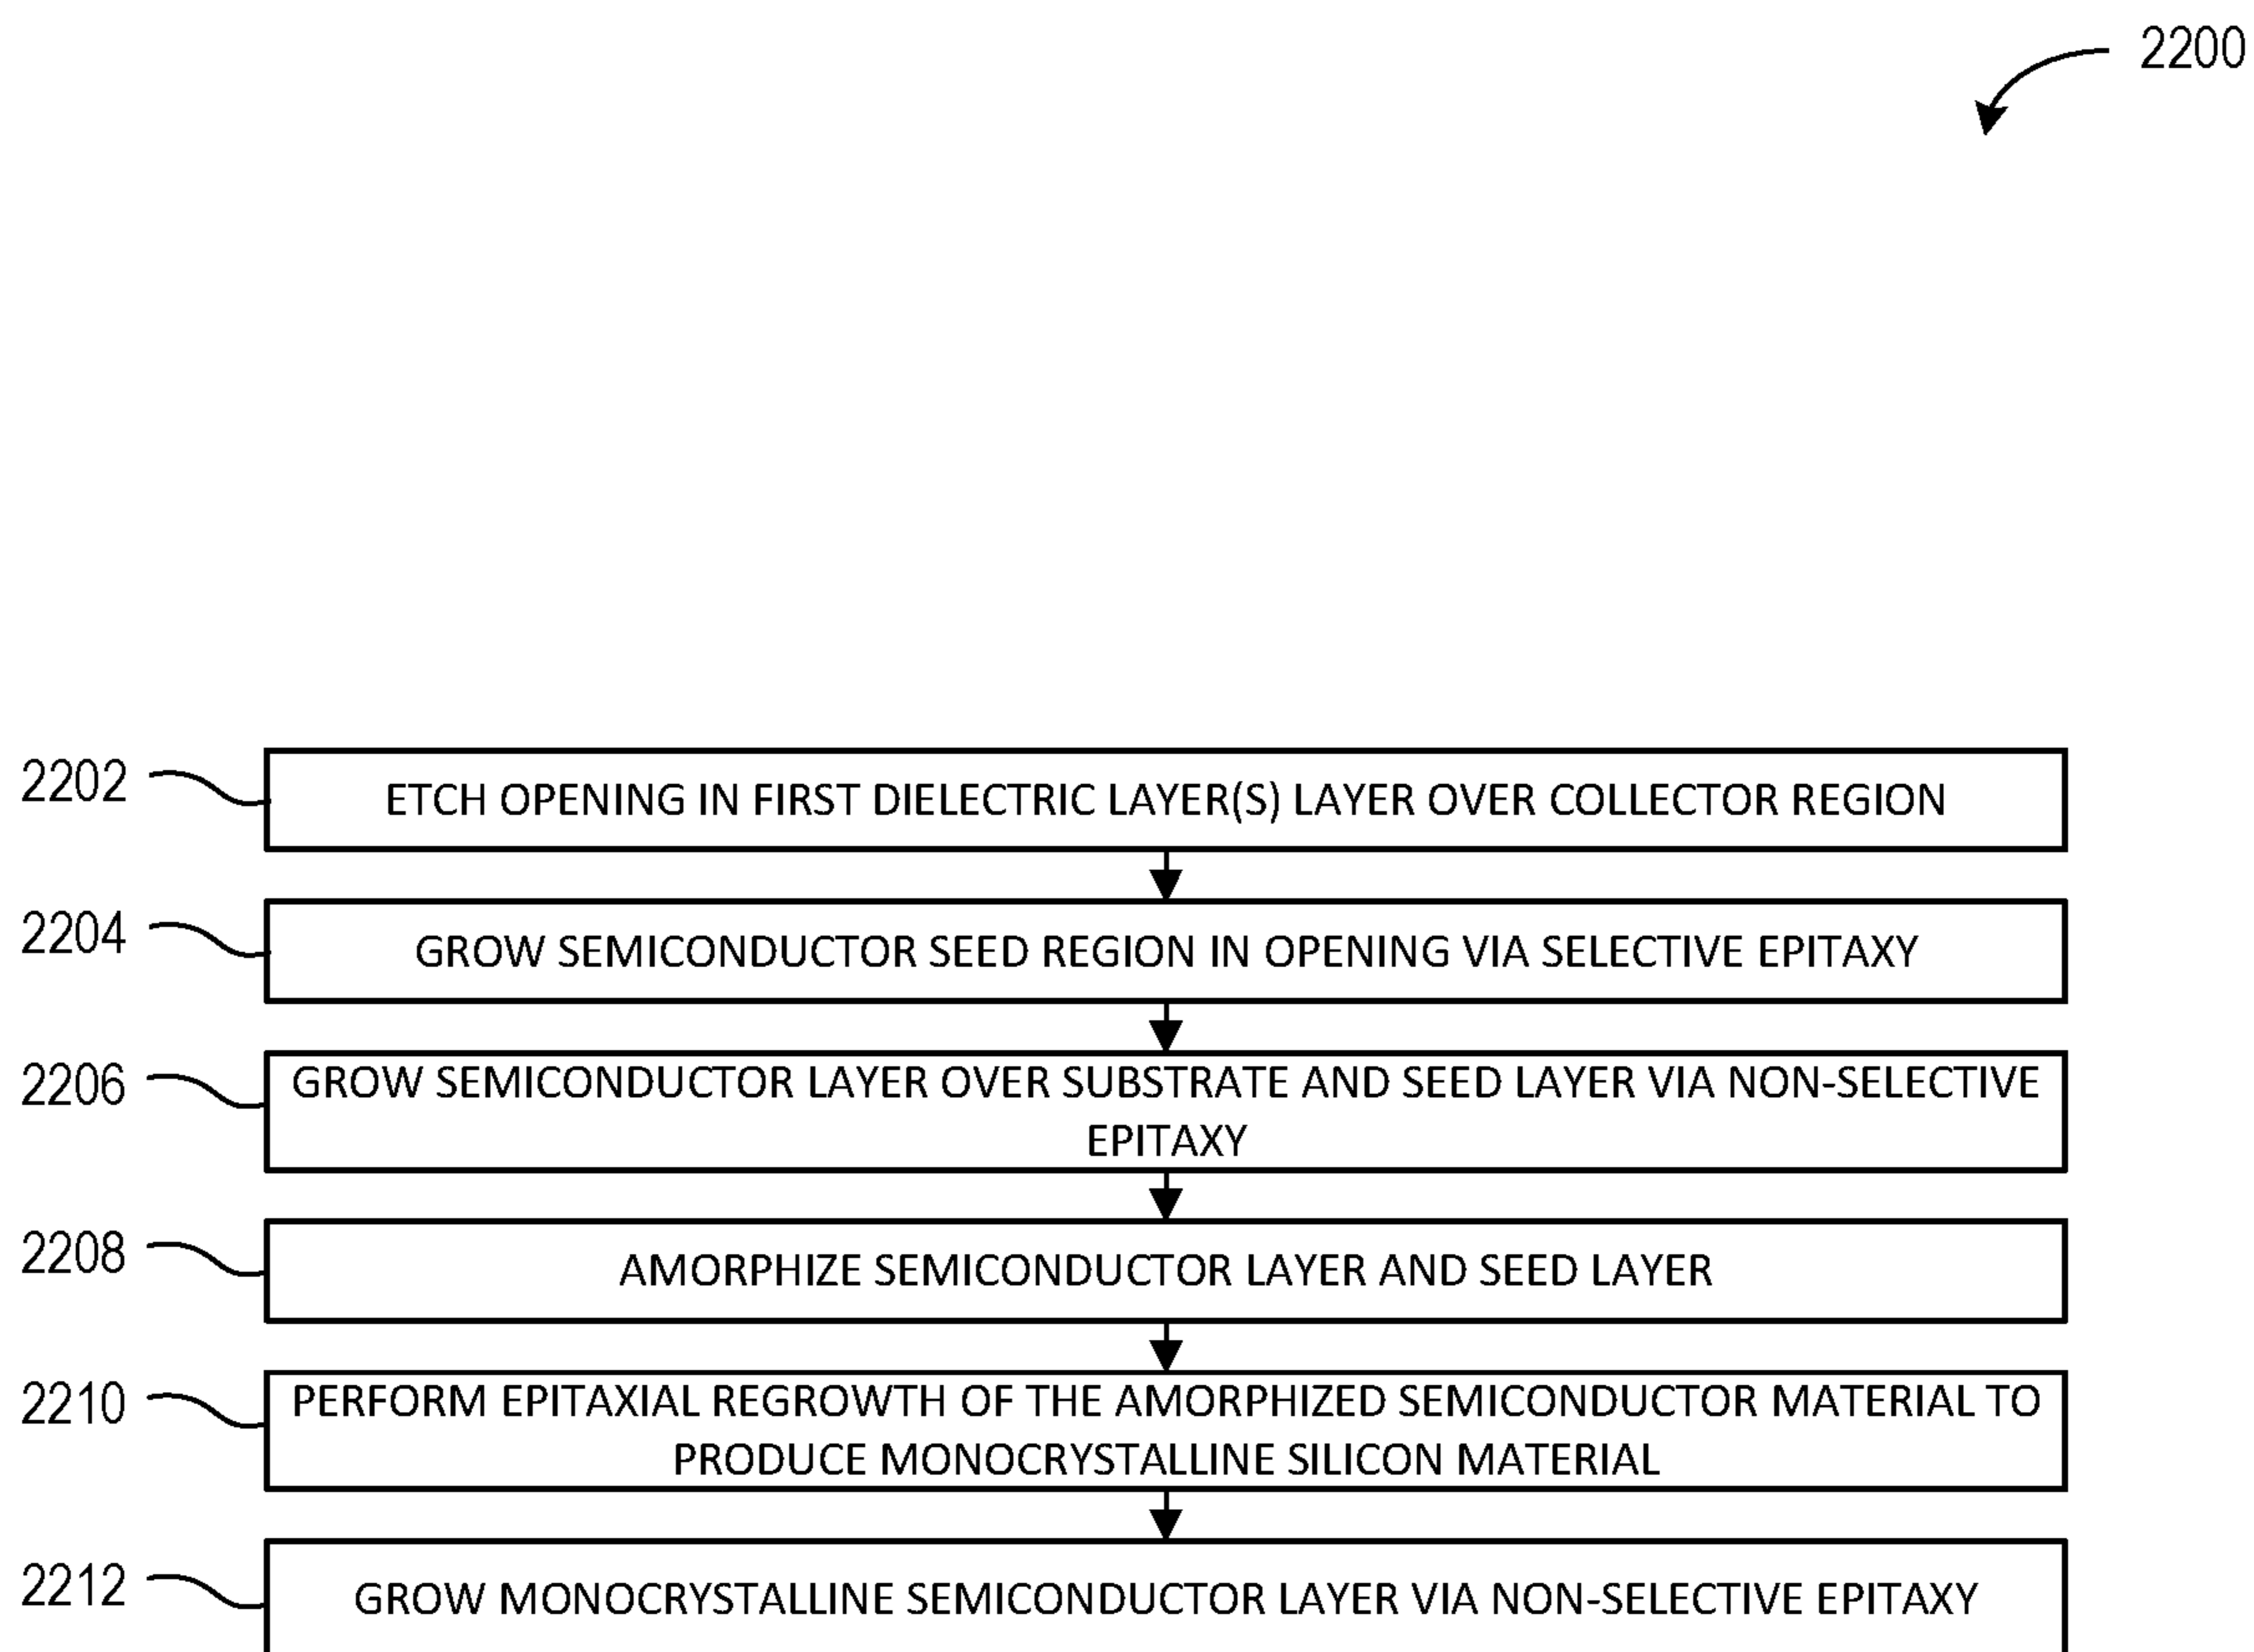 2200
2202
ETCH OPENING IN FIRST DIELECTRIC LAYER(S) LAYER OVER COLLECTOR REGION
2204
GROW SEMICONDUCTOR SEED REGION IN OPENING VIA SELECTIVE EPITAXY
2206
GROW SEMICONDUCTOR LAYER OVER SUBSTRATE AND SEED LAYER VIA NON-SELECTIVE
EPITAXY
2208
AMORPHIZE SEMICONDUCTOR LAYER AND SEED LAYER
2210
PERFORM EPITAXIAL REGROWTH OF THE AMORPHIZED SEMICONDUCTOR MATERIAL TO
PRODUCE MONOCRYSTALLINE SILICON MATERIAL
2212
GROW MONOCRYSTALLINE SEMICONDUCTOR LAYER VIA NON-SELECTIVE EPITAXY